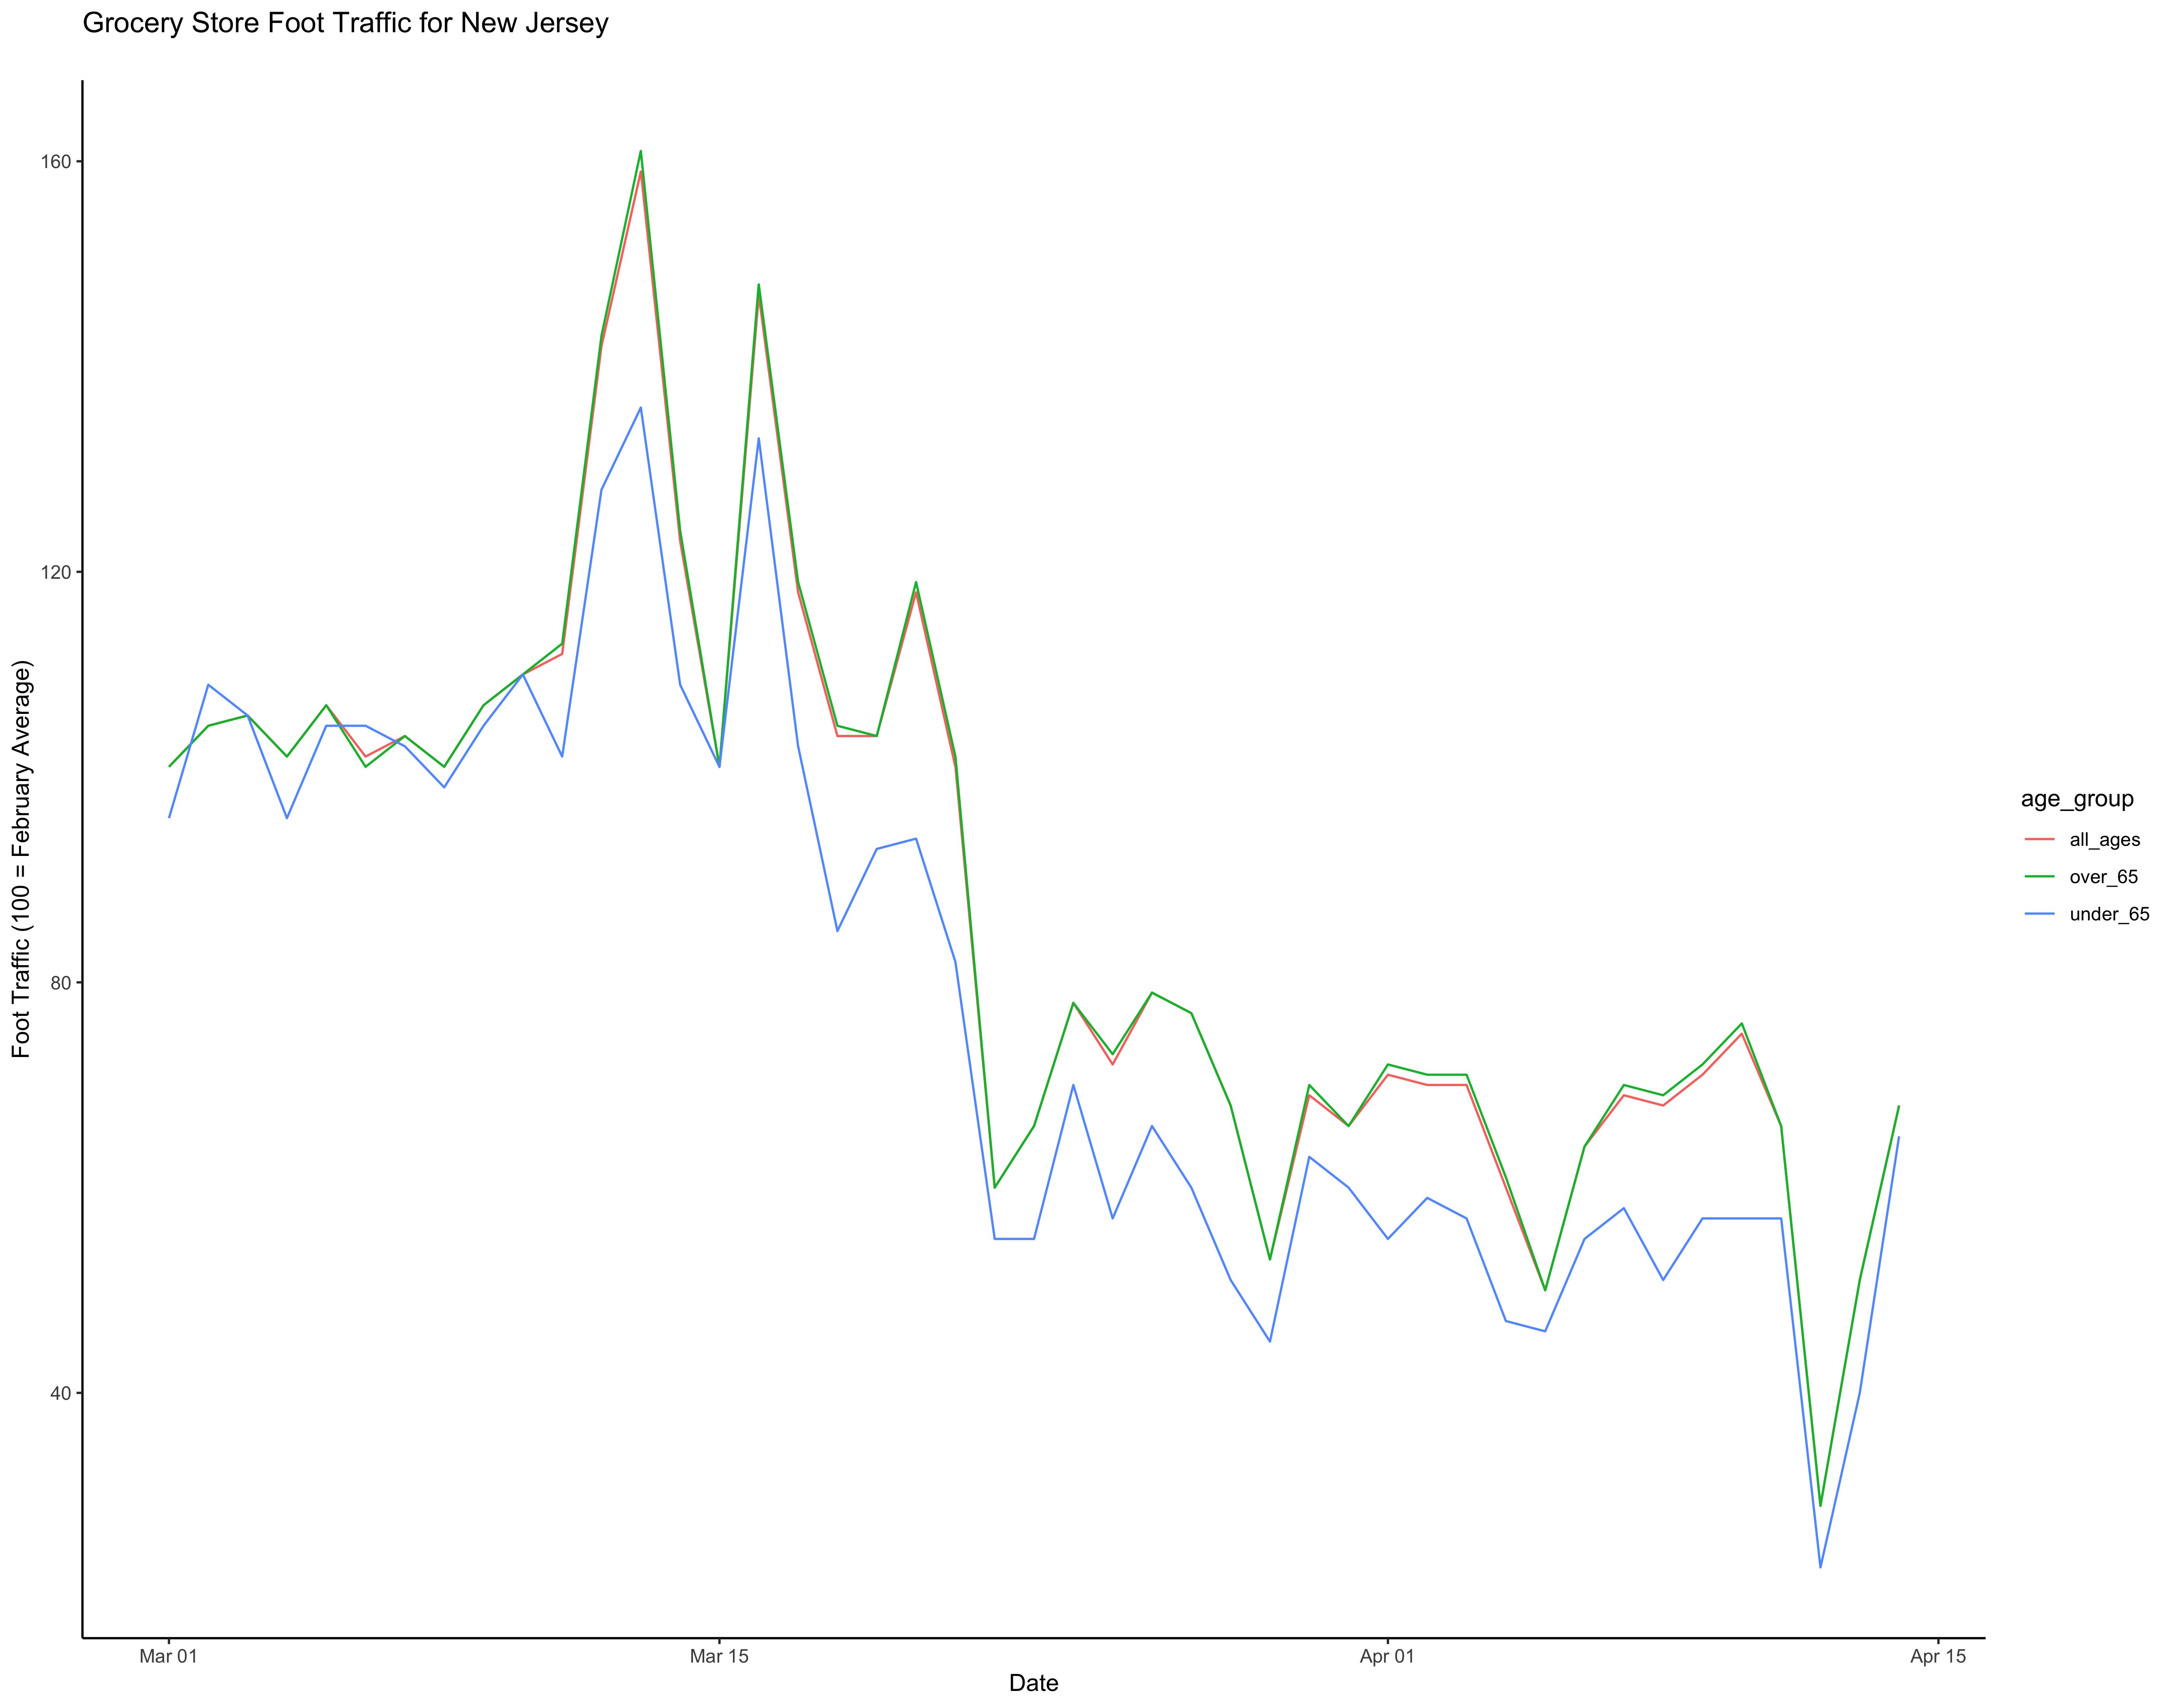 Grocery Store Foot Traffic for New Jersey
160
120
80
40
Foot Traffic (100 = February Average)
Mar 01
Mar 15
Apr 01
Apr 15
Date
age_group
all_ages
over_65
under_65